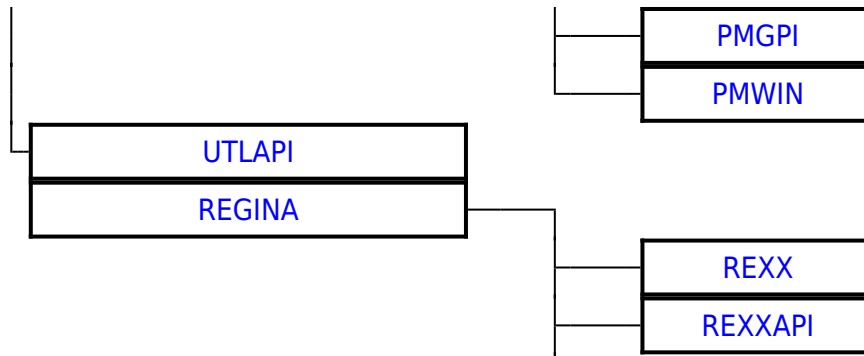 PMGPI
PMWIN
UTLAPI
REGINA
REXX
REXXAPI